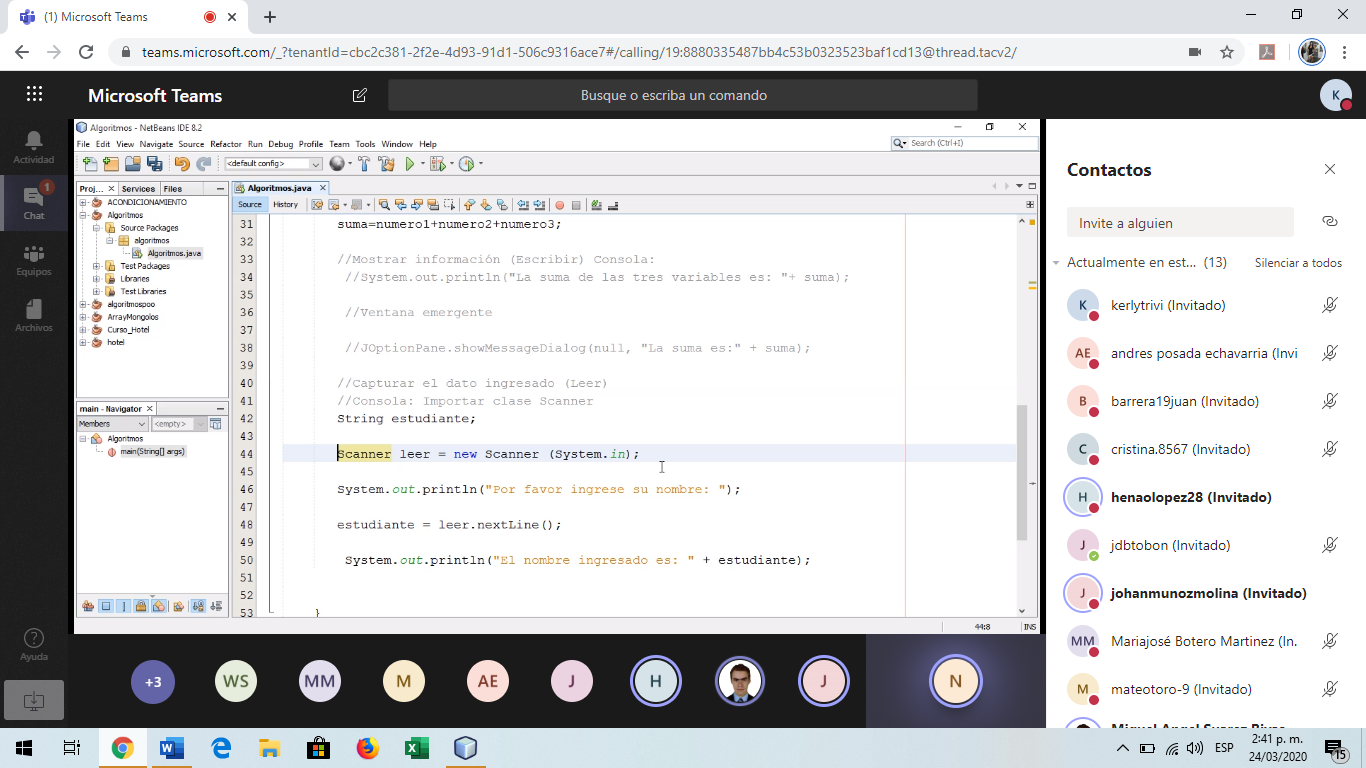 (1) Microsoft Teams
teams.microsoft.com/_?tenantId=cbc2c381-2f2e-4d93-91d1-506c9316ace7#/calling/19:8880335487bb4c53b0323523baf1cd13@thread.tacv2/
Microsoft Teams
Busque o escriba un comando
K
Actividad
1
Chat
Equipos
Archivos
Ayuda
Algoritmos - NetBeans IDE 8.2
File Edit View Navigate Source Refactor Run Debug Profile Team Tools Window Help
Search (Ctrl+I)
<default config>
Proj... Services Files
Algoritmos.java
Source History
ACONDICIONAMIENTO
Algoritmos
Source Packages
algoritmos
Algoritmos.java
Test Packages
Libraries
Test Libraries
algoritmospoo
ArrayMongolos
Curso_Hotel
hotel
main - Navigator
Members <empty>
Algoritmos
main(String[] args)
31 suma=numero1+numero2+numero3;
32
33 //Mostrar información (Escribir) Consola:
34 //System.out.println("La suma de las tres variables es: "+ suma);
35
36 //Ventana emergente
37
38 //JOptionPane.showMessageDialog(null, "La suma es:" + suma);
39
40 //Capturar el dato ingresado (Leer)
41 //Consola: Importar clase Scanner
42 String estudiante;
43
44 Scanner leer = new Scanner (System.in);
45
46 System.out.println("Por favor ingrese su nombre: ");
47
48 estudiante = leer.nextLine();
49
50 System.out.println("El nombre ingresado es: " + estudiante);
51
52
53 }
44:8 INS
Contactos
Invite a alguien
Actualmente en est... (13) Silenciar a todos
K kerlytrivi (Invitado)
AE andres posada echavarria (Invi
B barrera19juan (Invitado)
C cristina.8567 (Invitado)
H henaolopez28 (Invitado)
J jdbtobon (Invitado)
J johanmunozmolina (Invitado)
MM Mariajosé Botero Martinez (In.
M mateotoro-9 (Invitado)
Miguel Angel Suarez Rivas
+3 WS MM M AE J H J N
ESP
2:41 p. m.
24/03/2020
15